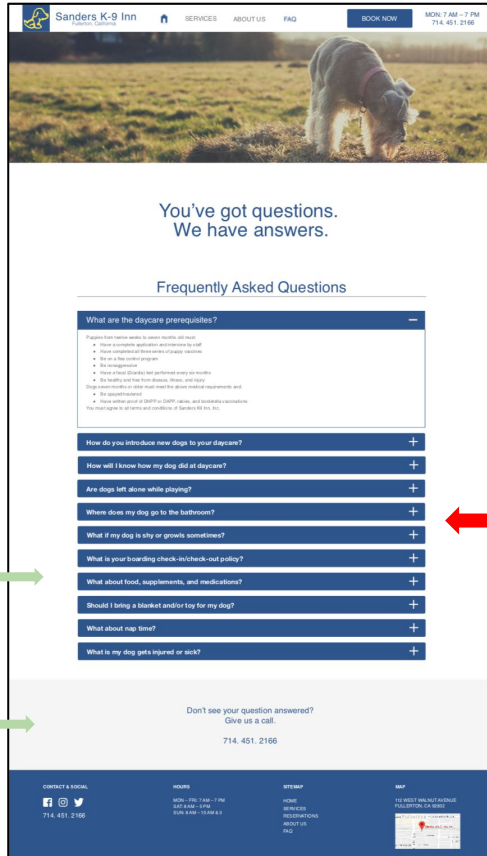 Sanders K-9 Inn
Fullerton, California
SERVICES
ABOUT US
FAQ
BOOK NOW
MON: 7 AM – 7 PM
714. 451. 2166
You've got questions.
We have answers.
Frequently Asked Questions
What are the daycare prerequisites?
Puppies from twelve weeks to seven months old must:
Have a complete application and interview by staff
Have completed all three series of puppy vaccines
Be on a flea control program
Be nonaggressive
Have a fecal (Giardia) test performed every six months
Be healthy and free from disease, illness, and injury
Dogs seven months or older must meet the above medical requirements and:
Be spayed/neutered
Have written proof of DHPP or DAPP, rabies, and bordetella vaccinations
You must agree to all terms and conditions of Sanders K9 Inn, Inc.
How do you introduce new dogs to your daycare?
How will I know how my dog did at daycare?
Are dogs left alone while playing?
Where does my dog go to the bathroom?
What if my dog is shy or growls sometimes?
What is your boarding check-in/check-out policy?
What about food, supplements, and medications?
Should I bring a blanket and/or toy for my dog?
What about nap time?
What is my dog gets injured or sick?
Don't see your question answered?
Give us a call.
714. 451. 2166
CONTACT & SOCIAL
714. 451. 2166
HOURS
MON – FRI: 7 AM – 7 PM
SAT: 8 AM – 5 PM
SUN: 8 AM – 10 AM &
SITEMAP
HOME
SERVICES
RESERVATIONS
ABOUT US
FAQ
MAP
112 WEST WALNUT AVENUE
FULLERTON, CA